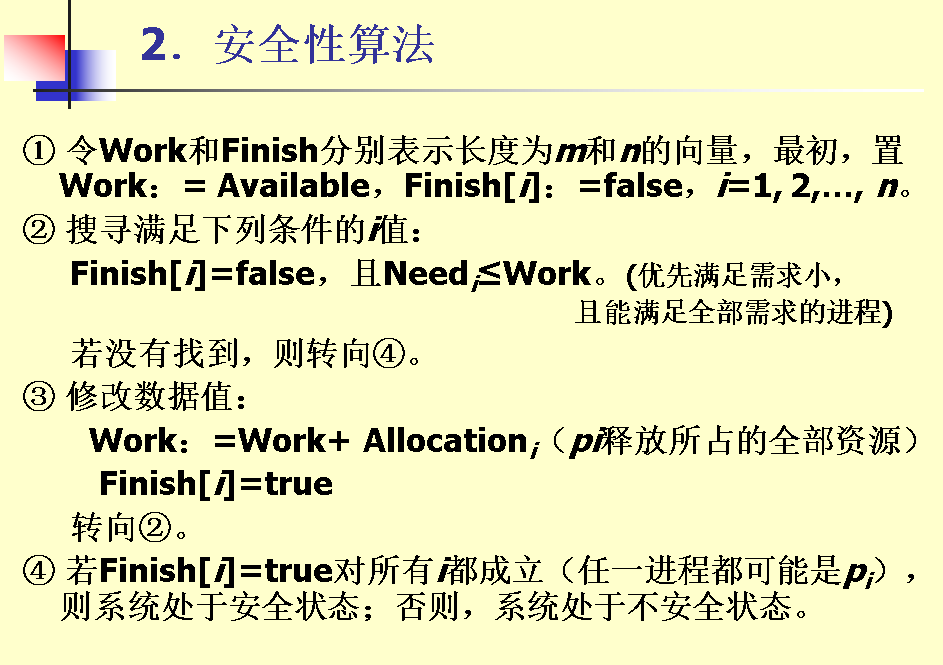 2．安全性算法
① 令Work和Finish分别表示长度为m和n的向量，最初，置
Work：= Available，Finish[i]：=false，i=1, 2,…, n。
② 搜寻满足下列条件的i值：
Finish[i]=false，且Needi≤Work。(优先满足需求小，
且能满足全部需求的进程)
若没有找到，则转向④。
③ 修改数据值：
Work：=Work+ Allocationi（pi释放所占的全部资源）
Finish[i]=true
转向②。
④ 若Finish[i]=true对所有i都成立（任一进程都可能是pi），
则系统处于安全状态；否则，系统处于不安全状态。